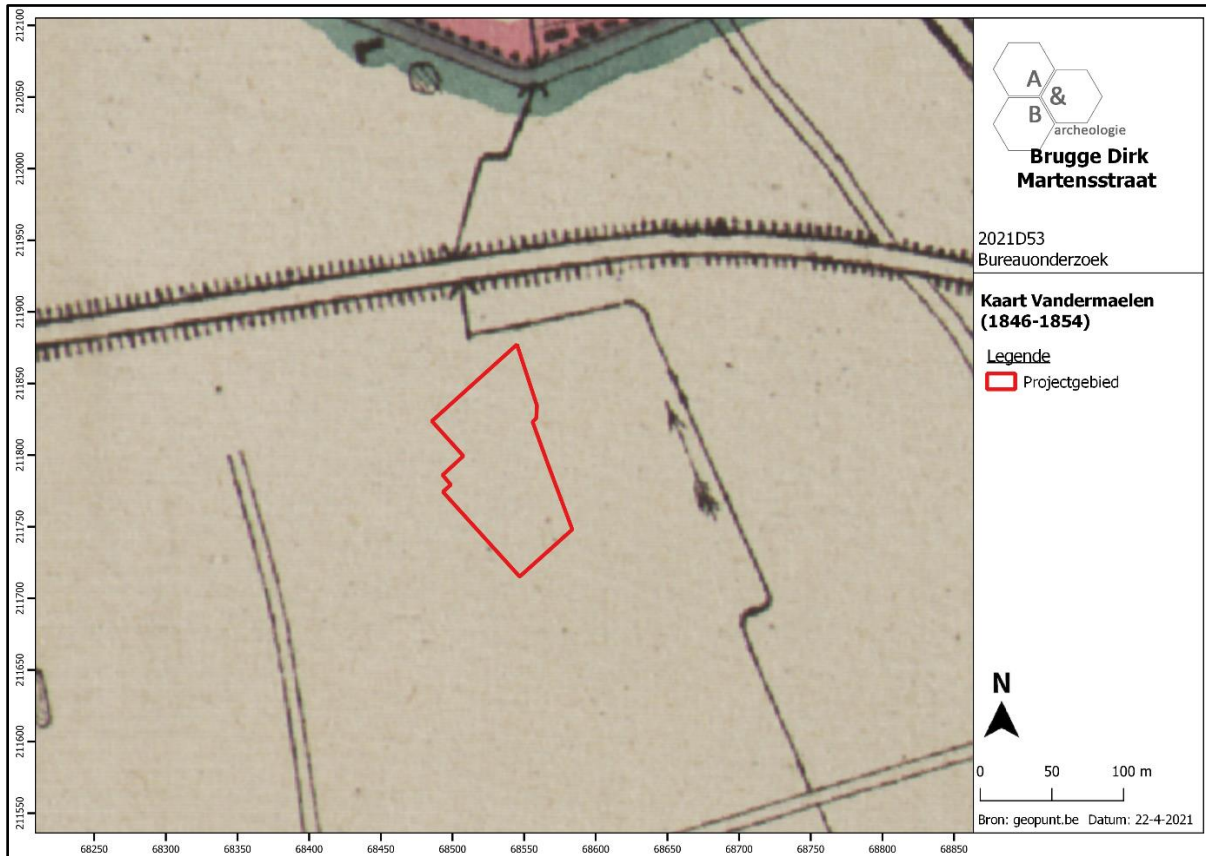 212100
212050
212000
211950
211900
211850
211800
211750
211700
211650
211600
211550
68250 68300 68350 68400 68450 68500 68550 68600 68650 68700 68750 68800 68850
A
&
B
archeologie
Brugge Dirk
Martensstraat
2021D53
Bureauonderzoek
Kaart Vandermaelen
(1846-1854)
Legende
Projectgebied
N
0 50 100 m
Bron: geopunt.be Datum: 22-4-2021